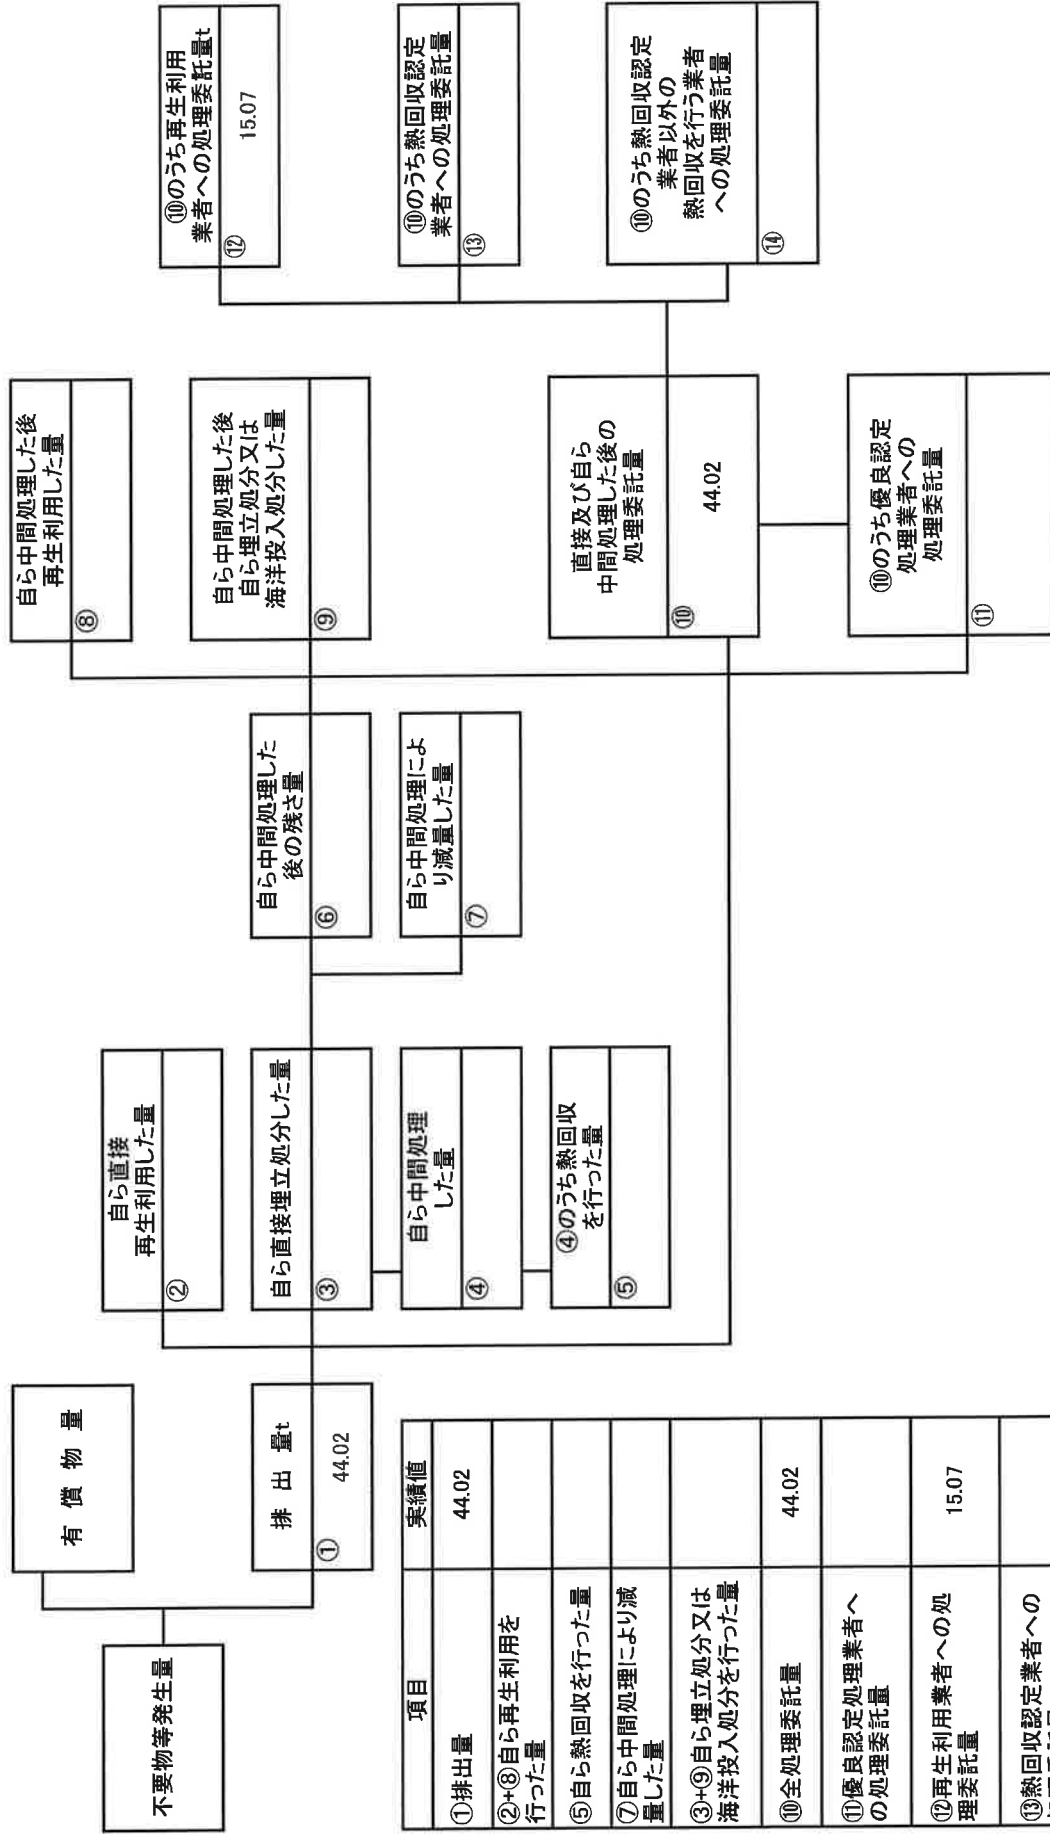 不要物等発生量
有償物量
排出量t
①
44.02
自ら直接
再生利用した量
②
自ら直接埋立処分した量
③
自ら中間処理
した量
④
④のうち熱回収
を行った量
⑤
自ら中間処理した
後の残さ量
⑥
自ら中間処理によ
り減量した量
⑦
自ら中間処理した後
再生利用した量
⑧
自ら中間処理した後
自ら埋立処分又は
海洋投入処分した量
⑨
直接及び自ら
中間処理した後の
処理委託量
⑩
44.02
⑩のうち優良認定
処理業者への
処理委託量
⑪
⑩のうち再生利用
業者への処理委託量t
⑫
15.07
⑩のうち熱回収認定
業者への処理委託量
⑬
⑩のうち熱回収認定
業者以外の
熱回収を行う業者
への処理委託量
⑭
項目 実績値
①排出量 44.02
②+⑧自ら再生利用を
行った量
⑤自ら熱回収を行った量
⑦自ら中間処理により減
量した量
③+⑨自ら埋立処分又は
海洋投入処分を行った量
⑩全処理委託量 44.02
⑪優良認定処理業者へ
の処理委託量
⑫再生利用業者への処
理委託量 15.07
⑬熱回収認定業者への